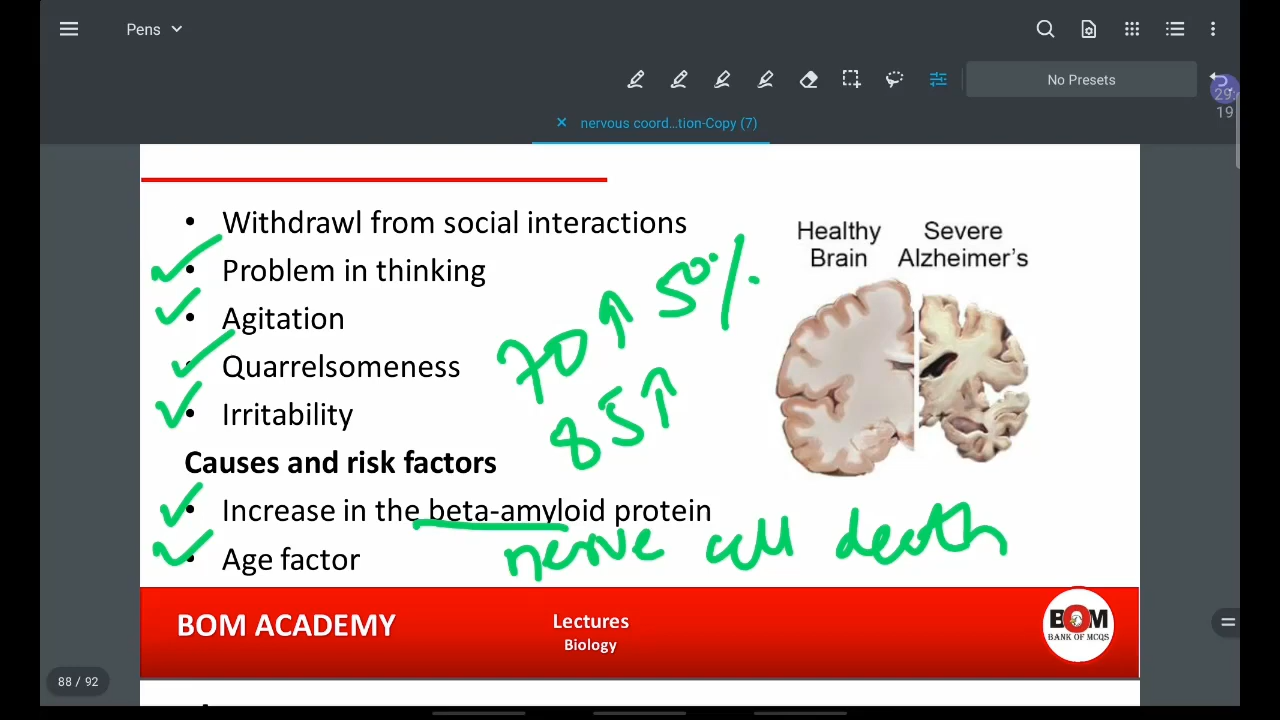 Pens
No Presets
29:
19
nervous coord...tion-Copy (7)
• Withdrawl from social interactions
• Problem in thinking
• Agitation
• Quarrelsomeness
• Irritability
70↑ 50%
85↑
Healthy Brain
Severe Alzheimer's
Causes and risk factors
• Increase in the beta-amyloid protein
• Age factor
nerve cell death
BOM ACADEMY
Lectures
Biology
BOM
BANK OF MCQS
88 / 92